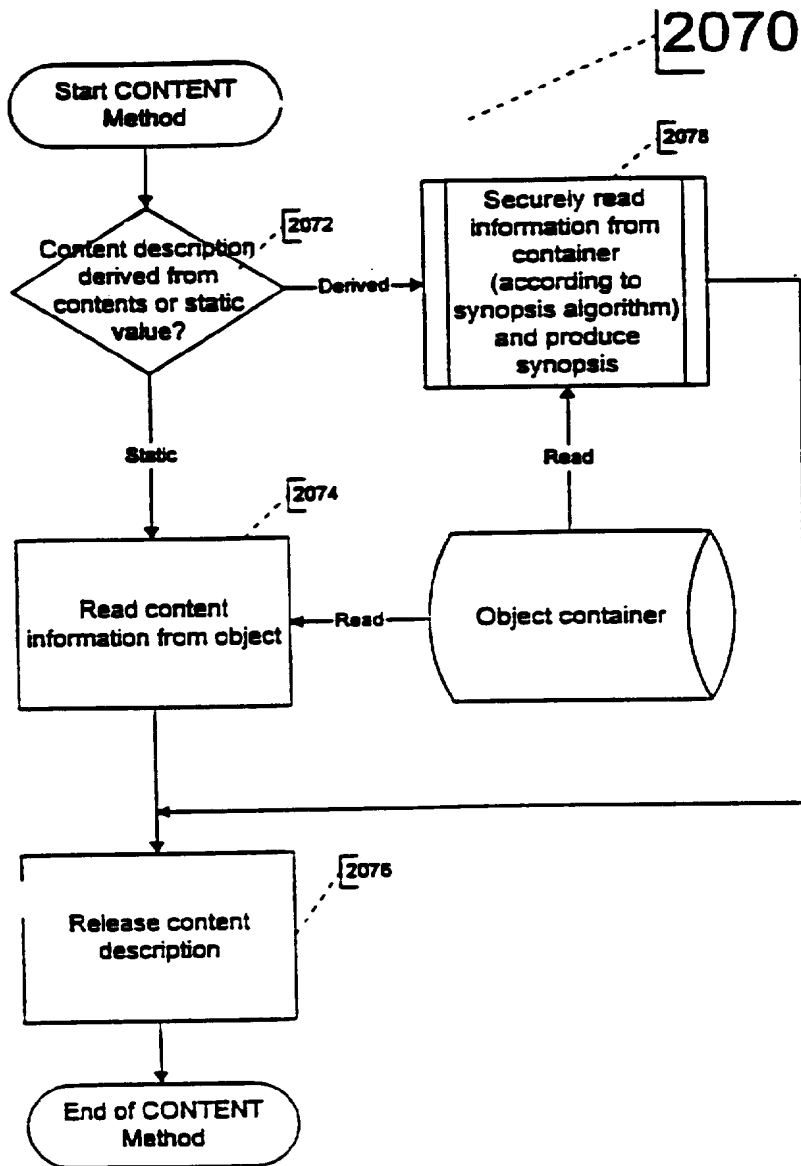 2070
Start CONTENT
Method
2078
Securely read
information from
container
(according to
synopsis algorithm)
and produce
synopsis
2072
Content description
derived from
contents or static
value?
Derived
Static
Read
2074
Read content
information from object
Read
Object container
2076
Release content
description
End of CONTENT
Method